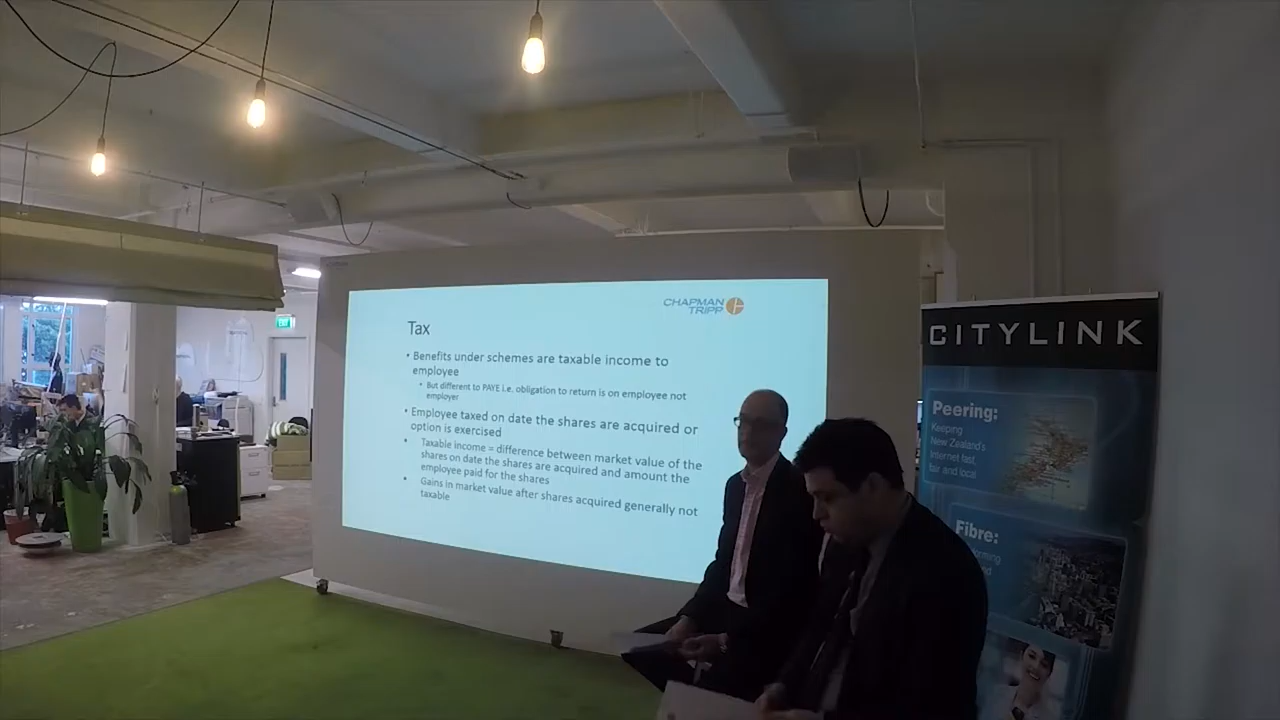 CHAPMAN
TRIPP
Tax
• Benefits under schemes are taxable income to
employee
• But different to PAYE i.e. obligation to return is on employee not
employer
• Employee taxed on date the shares are acquired or
option is exercised
• Taxable income = difference between market value of the
shares on date the shares are acquired and amount the
employee paid for the shares
• Gains in market value after shares acquired generally not
taxable
EXIT
CITYLINK
Peering:
Keeping
New Zealand's
Internet fast,
fair and local
Fibre: